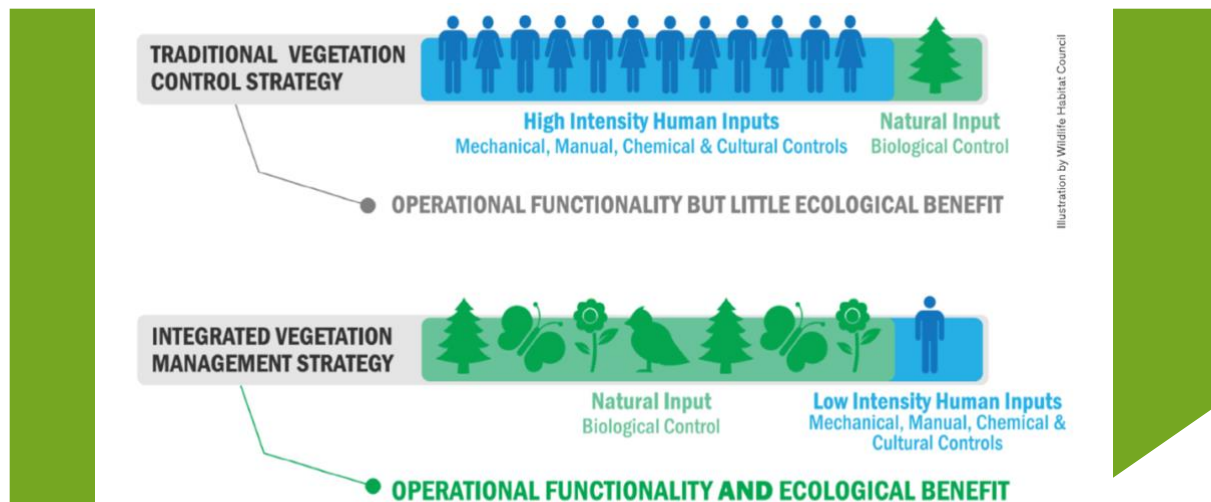 TRADITIONAL VEGETATION
CONTROL STRATEGY
High Intensity Human Inputs
Mechanical, Manual, Chemical & Cultural Controls
Natural Input
Biological Control
OPERATIONAL FUNCTIONALITY BUT LITTLE ECOLOGICAL BENEFIT
Illustration by Wildlife Habitat Council
INTEGRATED VEGETATION
MANAGEMENT STRATEGY
Natural Input
Biological Control
Low Intensity Human Inputs
Mechanical, Manual, Chemical &
Cultural Controls
OPERATIONAL FUNCTIONALITY AND ECOLOGICAL BENEFIT